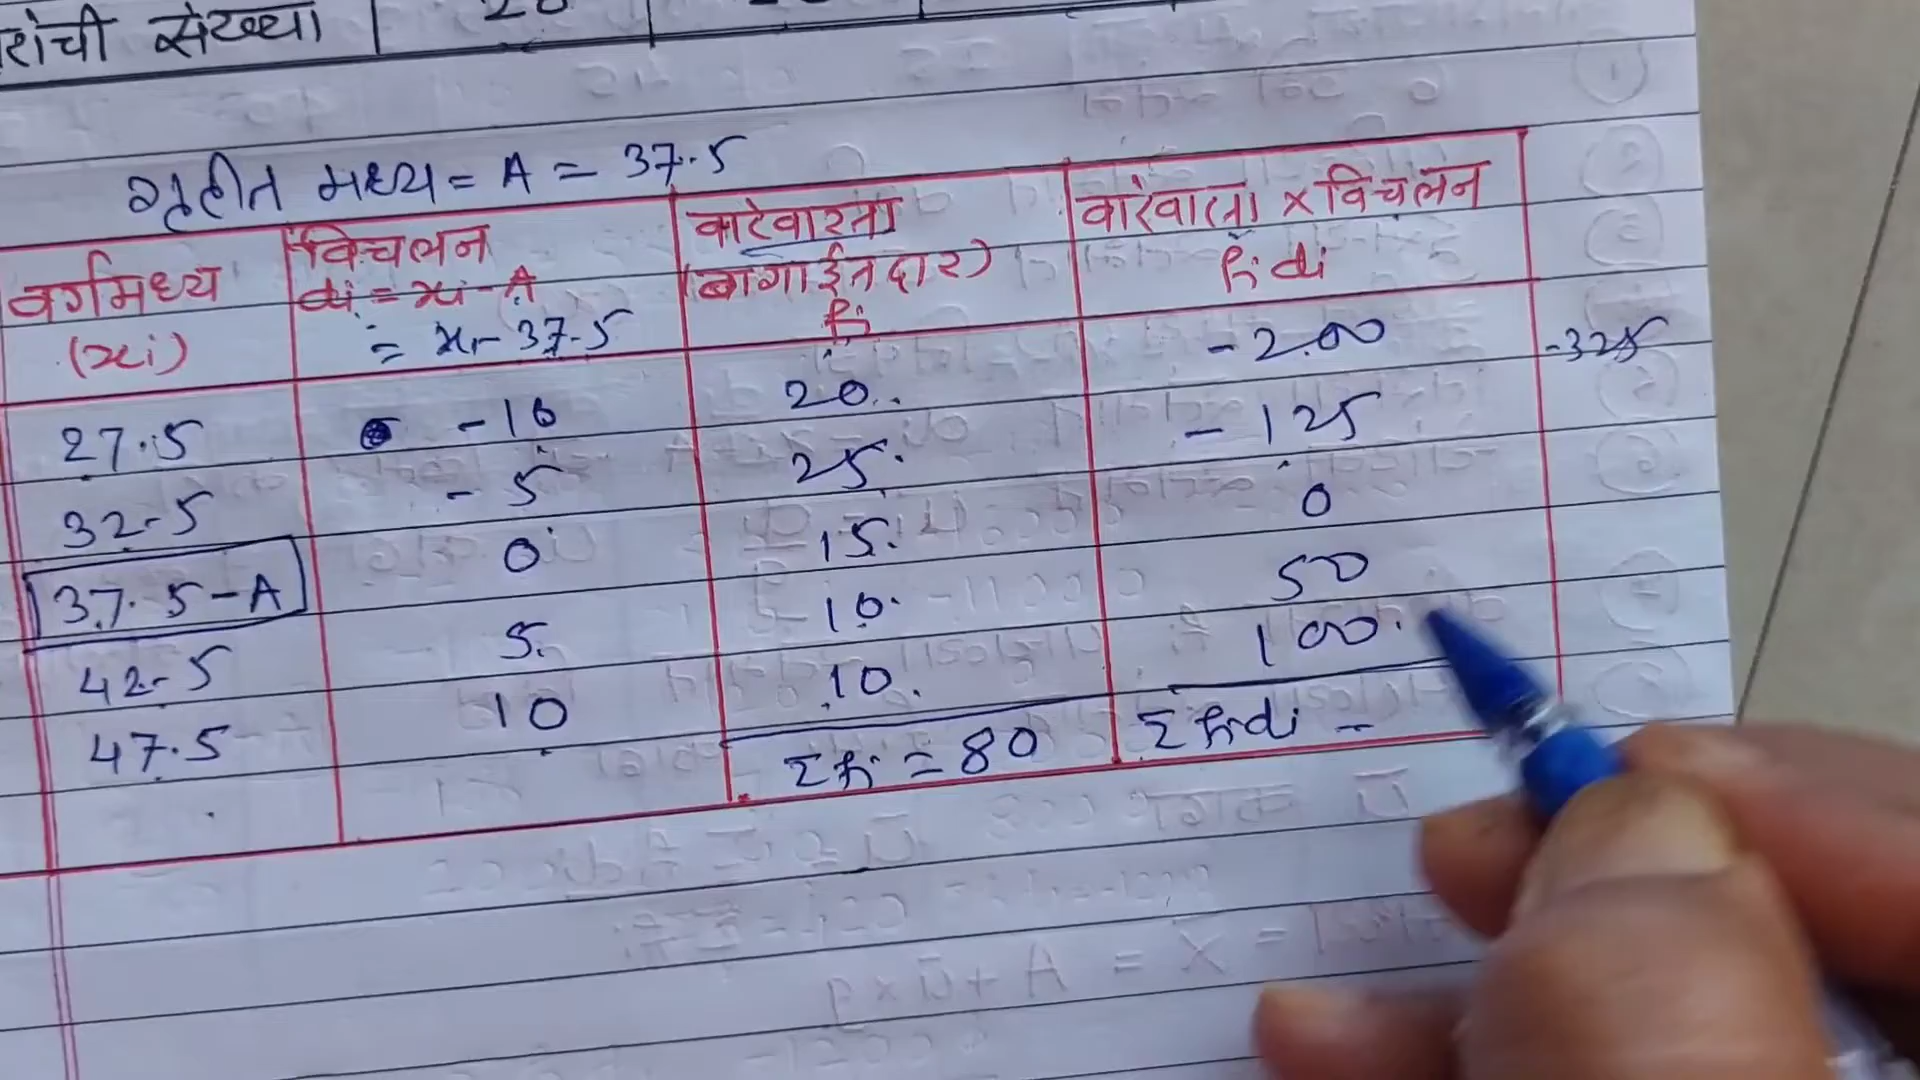 संख्या 20
गृहीत मध्य = A = 37.5
वर्गमध्य (xi)
विचलन
di = xi - A
= xi - 37.5
वारंवारता
(बागाईतदार)
fi
वारंवारता × विचलन
fi di
27.5 -10 20 -200 -325
32.5 -5 25 -125
37.5-A 0 15 0
42.5 5 10 50
47.5 10 10 100
Σfi = 80 Σfidi =